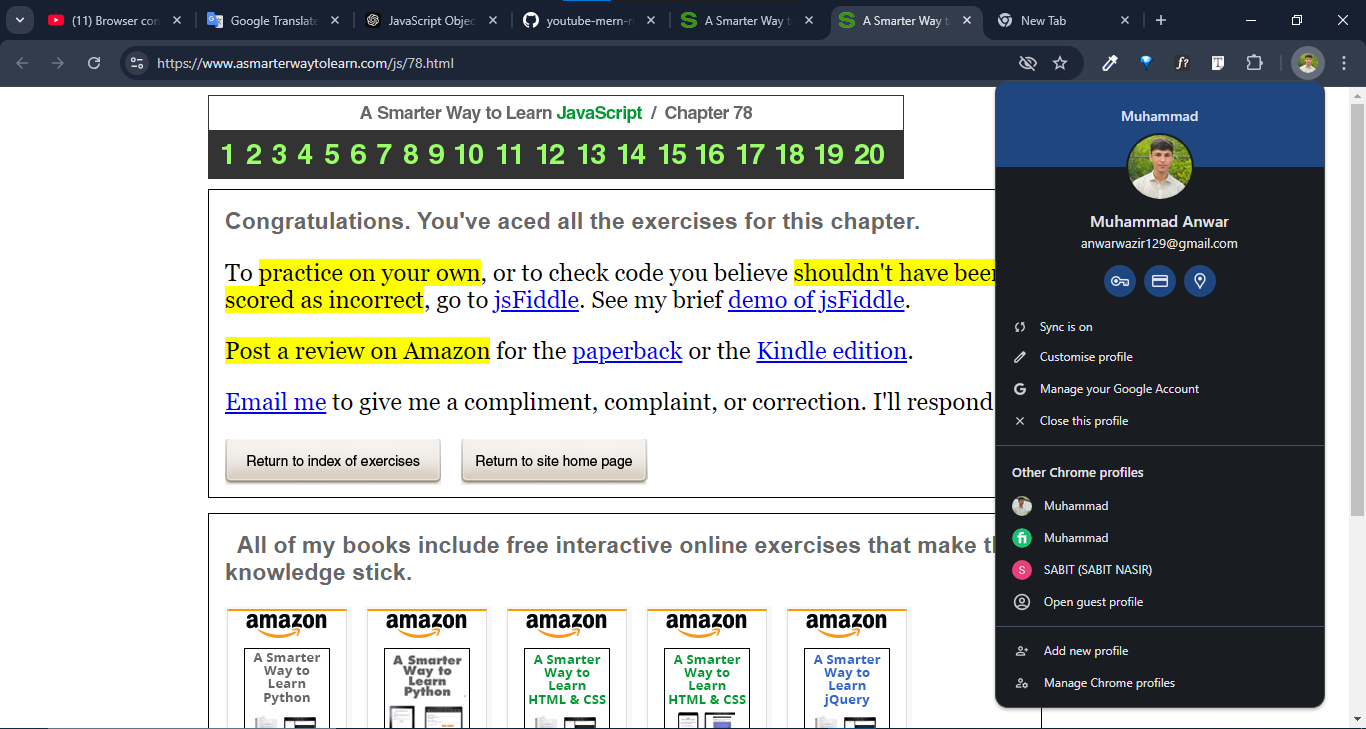 (11) Browser con
Google Translate
JavaScript Objec
youtube-mern-r
A Smarter Way t
A Smarter Way to
New Tab
https://www.asmarterwaytolearn.com/js/78.html
f?
T
A Smarter Way to Learn JavaScript / Chapter 78
1 2 3 4 5 6 7 8 9 10 11 12 13 14 15 16 17 18 19 20
Congratulations. You've aced all the exercises for this chapter.
To practice on your own, or to check code you believe shouldn't have been
scored as incorrect, go to jsFiddle. See my brief demo of jsFiddle.
Post a review on Amazon for the paperback or the Kindle edition.
Email me to give me a compliment, complaint, or correction. I'll respond
Return to index of exercises
Return to site home page
All of my books include free interactive online exercises that make th
knowledge stick.
amazon
A Smarter
Way to
Learn
Python
amazon
A Smarter
Way to
Learn
Python
amazon
A Smarter
Way to
Learn
HTML & CSS
amazon
A Smarter
Way to
Learn
HTML & CSS
amazon
A Smarter
Way to
Learn
jQuery
Muhammad
Muhammad Anwar
anwarwazir129@gmail.com
Sync is on
Customise profile
G Manage your Google Account
Close this profile
Other Chrome profiles
Muhammad
fi Muhammad
S SABIT (SABIT NASIR)
Open guest profile
Add new profile
Manage Chrome profiles